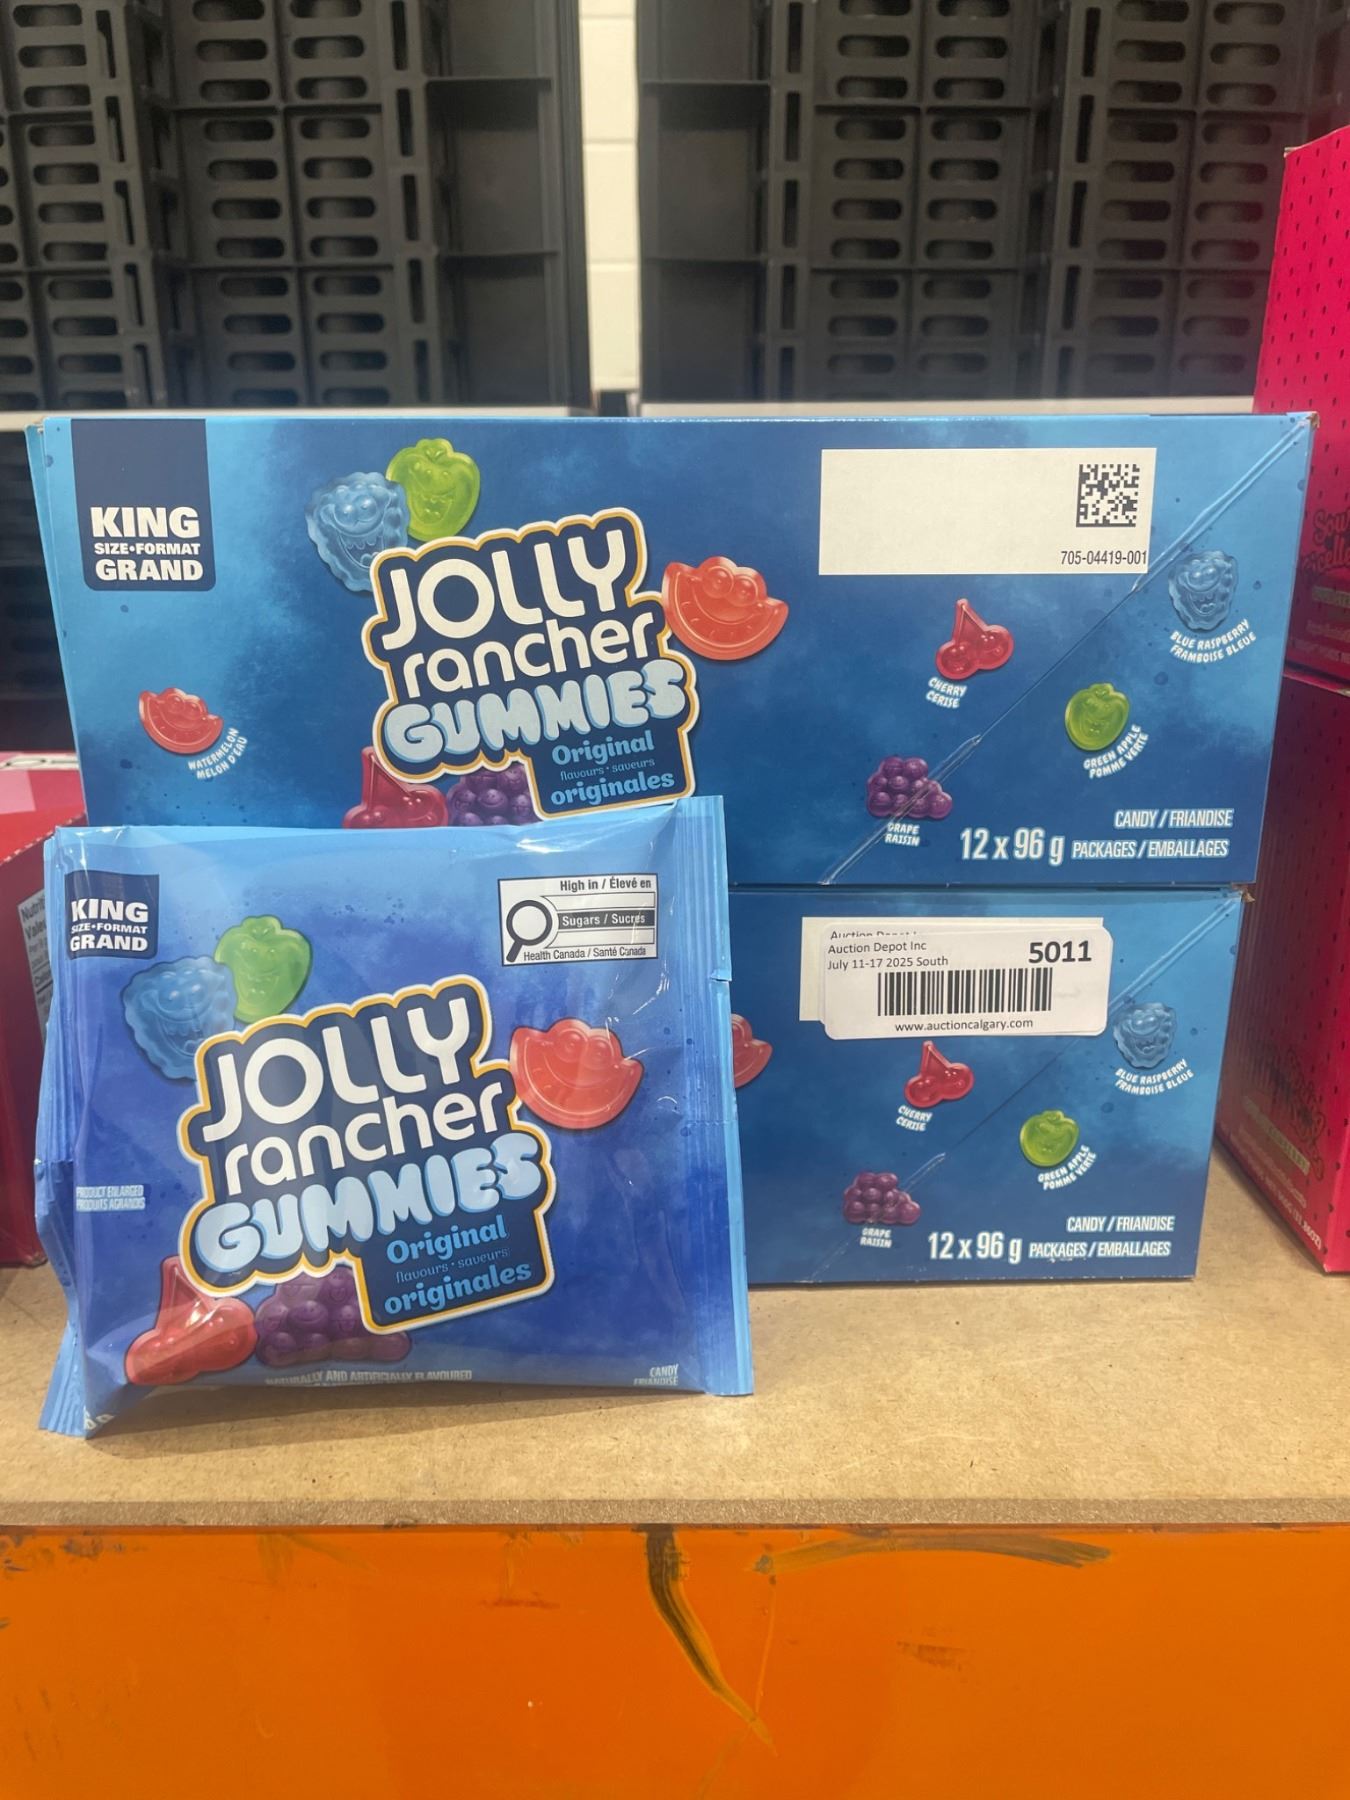 KING
SIZE•FORMAT
GRAND
JOLLY
rancher
GUMMIES
Original
flavours • saveurs
originales
WATERMELON
MELON D'EAU
705-04419-001
CHERRY
CERISE
BLUE RASPBERRY
FRAMBOISE BLEUE
GREEN APPLE
POMME VERTE
GRAPE
RAISIN
CANDY / FRIANDISE
12 x 96 g PACKAGES / EMBALLAGES
KING
SIZE•FORMAT
GRAND
High in / Élevé en
Sugars / Sucres
Health Canada / Santé Canada
JOLLY
rancher
GUMMIES
Original
flavours • saveurs
originales
PRODUCT ENLARGED
PRODUITS AGRANDIS
NATURALLY AND ARTIFICIALLY FLAVOURED
CANDY
FRIANDISE
Auction Depot Inc
July 11-17 2025 South
5011
www.auctioncalgary.com
CHERRY
CERISE
BLUE RASPBERRY
FRAMBOISE BLEUE
GREEN APPLE
POMME VERTE
GRAPE
RAISIN
CANDY / FRIANDISE
12 x 96 g PACKAGES / EMBALLAGES